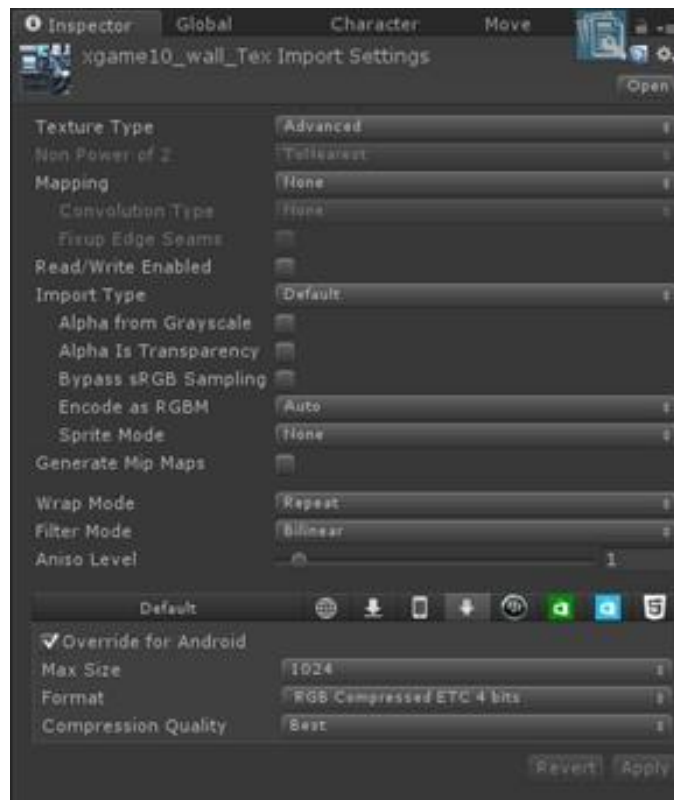 Inspector Global Character Move
xgame10_wall_Tex Import Settings
Open
Texture Type Advanced
Non Power of 2 ToNearest
Mapping None
Convolution Type None
Fixup Edge Seams
Read/Write Enabled
Import Type Default
Alpha from Grayscale
Alpha Is Transparency
Bypass sRGB Sampling
Encode as RGBM Auto
Sprite Mode None
Generate Mip Maps
Wrap Mode Repeat
Filter Mode Bilinear
Aniso Level 1
Default
Override for Android
Max Size 1024
Format RGB Compressed ETC 4 bits
Compression Quality Best
Revert Apply